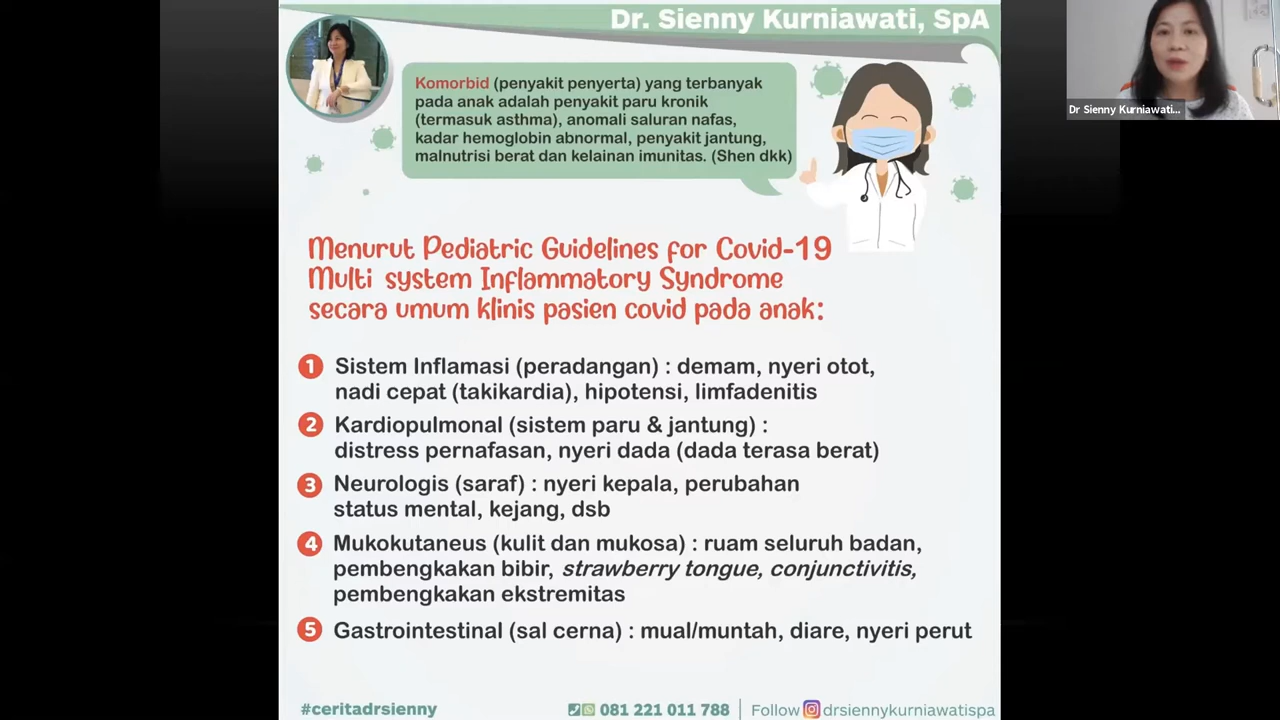 Dr. Sienny Kurniawati, SpA
Dr Sienny Kurniawati...
Komorbid (penyakit penyerta) yang terbanyak
pada anak adalah penyakit paru kronik
(termasuk asthma), anomali saluran nafas,
kadar hemoglobin abnormal, penyakit jantung,
malnutrisi berat dan kelainan imunitas. (Shen dkk)
Menurut Pediatric Guidelines for Covid-19
Multi system Inflammatory Syndrome
secara umum klinis pasien covid pada anak:
1 Sistem Inflamasi (peradangan) : demam, nyeri otot,
nadi cepat (takikardia), hipotensi, limfadenitis
2 Kardiopulmonal (sistem paru & jantung) :
distress pernafasan, nyeri dada (dada terasa berat)
3 Neurologis (saraf) : nyeri kepala, perubahan
status mental, kejang, dsb
4 Mukokutaneus (kulit dan mukosa) : ruam seluruh badan,
pembengkakan bibir, strawberry tongue, conjunctivitis,
pembengkakan ekstremitas
5 Gastrointestinal (sal cerna) : mual/muntah, diare, nyeri perut
#ceritadrsienny
081 221 011 788
Follow drsiennykurniawatispa